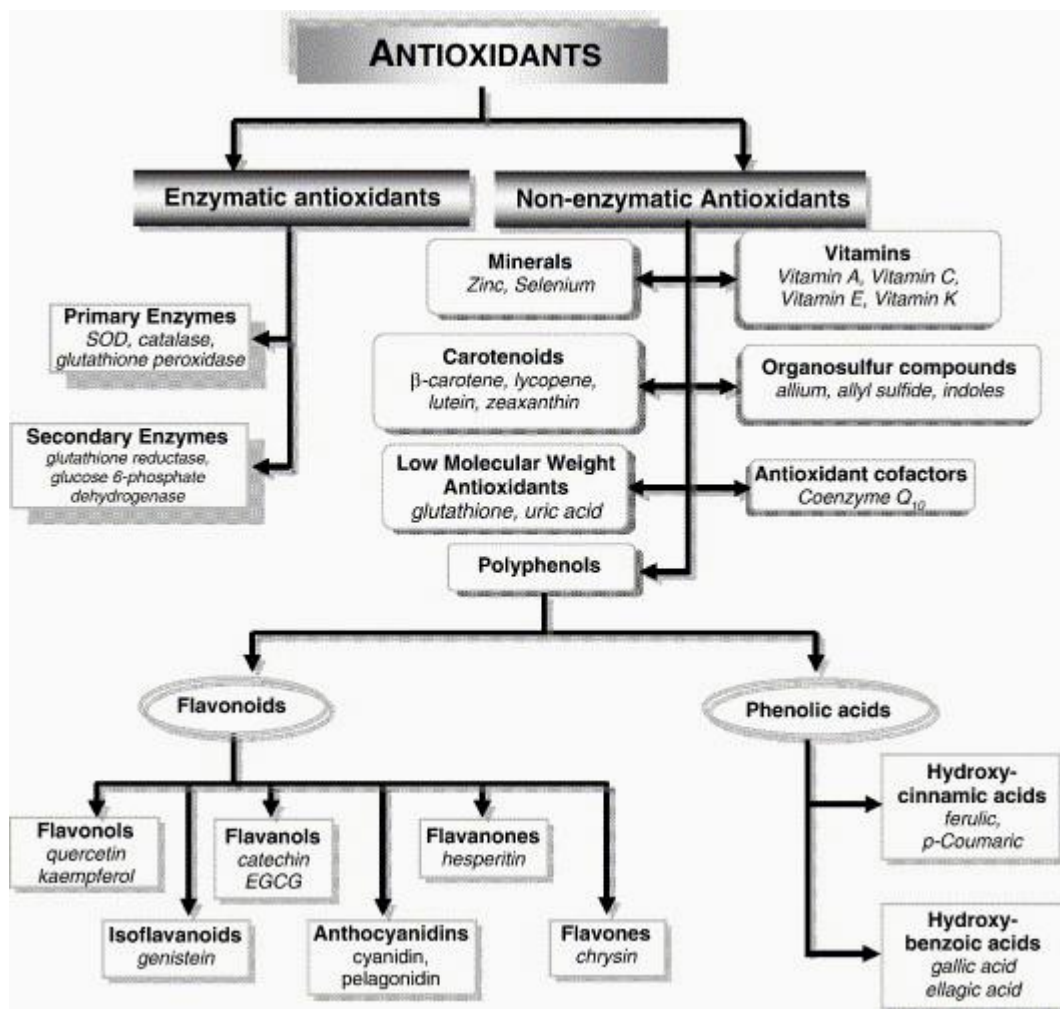 ANTIOXIDANTS
Enzymatic antioxidants
Non-enzymatic Antioxidants
Primary Enzymes
SOD, catalase,
glutathione peroxidase
Secondary Enzymes
glutathione reductase,
glucose 6-phosphate
dehydrogenase
Minerals
Zinc, Selenium
Vitamins
Vitamin A, Vitamin C,
Vitamin E, Vitamin K
Carotenoids
β-carotene, lycopene,
lutein, zeaxanthin
Organosulfur compounds
allium, allyl sulfide, indoles
Low Molecular Weight
Antioxidants
glutathione, uric acid
Antioxidant cofactors
Coenzyme Q10
Polyphenols
Flavonoids
Phenolic acids
Flavonols
quercetin
kaempferol
Flavanols
catechin
EGCG
Flavanones
hesperitin
Isoflavanoids
genistein
Anthocyanidins
cyanidin,
pelagonidin
Flavones
chrysin
Hydroxy-
cinnamic acids
ferulic,
p-Coumaric
Hydroxy-
benzoic acids
gallic acid
ellagic acid